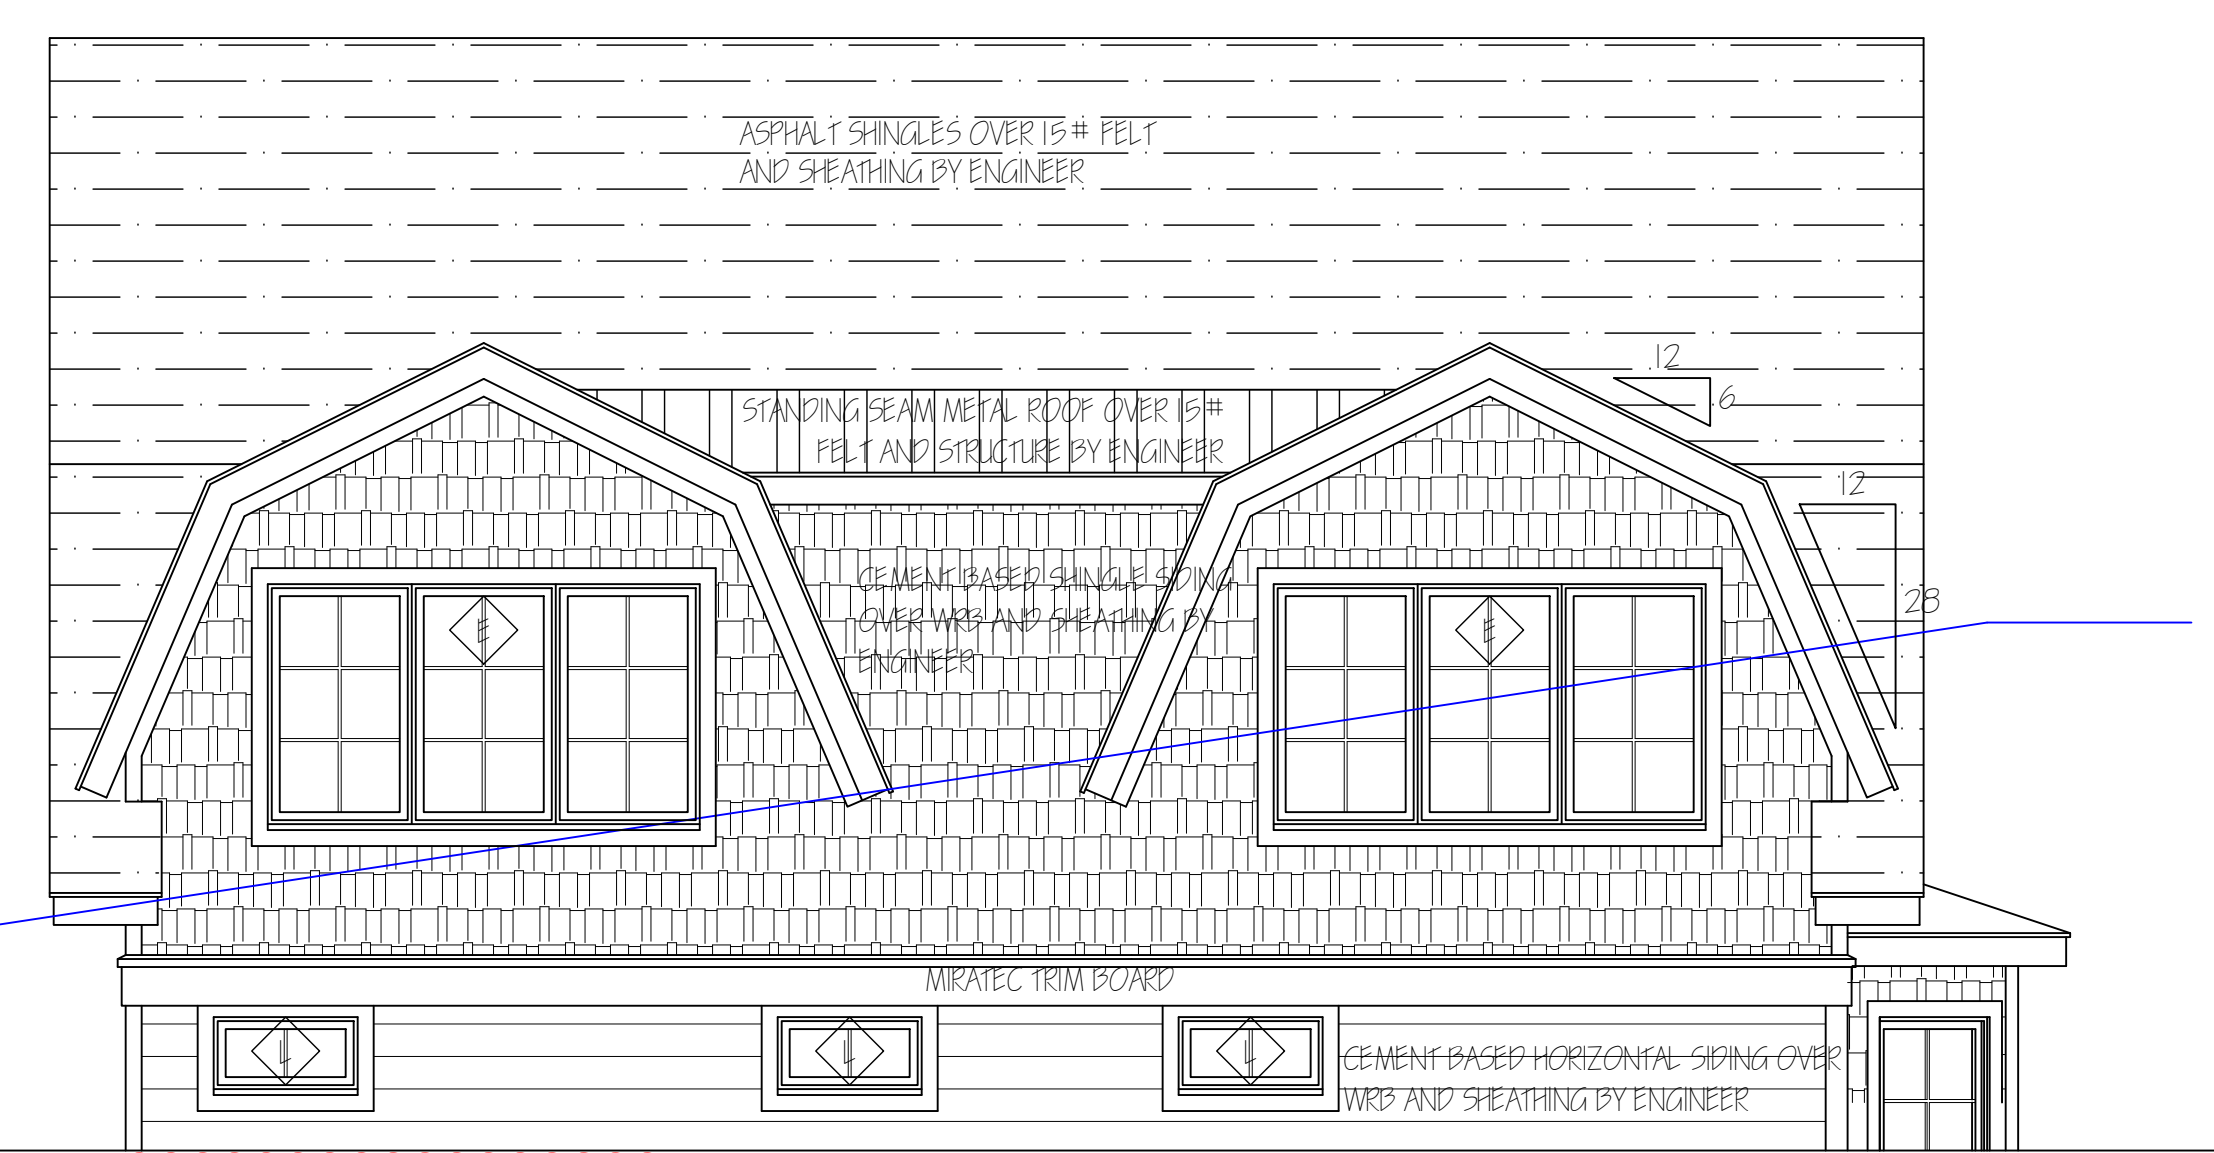 ASPHALT SHINGLES OVER 15# FELT
AND SHEATHING BY ENGINEER
12
6
STANDING SEAM METAL ROOF OVER 15#
FELT AND STRUCTURE BY ENGINEER
12
28
CEMENT BASED SHINGLE SIDING
OVER WRB AND SHEATHING BY
ENGINEER
E
E
MIRATEC TRIM BOARD
L
L
L
CEMENT BASED HORIZONTAL SIDING OVER
WRB AND SHEATHING BY ENGINEER